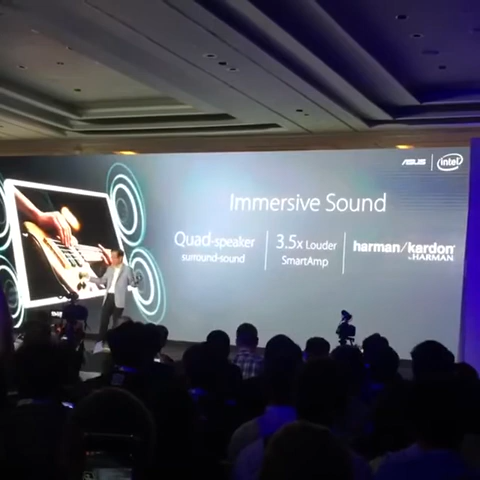 ASUS
intel
Immersive Sound
Quad-speaker
surround-sound
3.5x Louder
SmartAmp
harman/kardon
by HARMAN